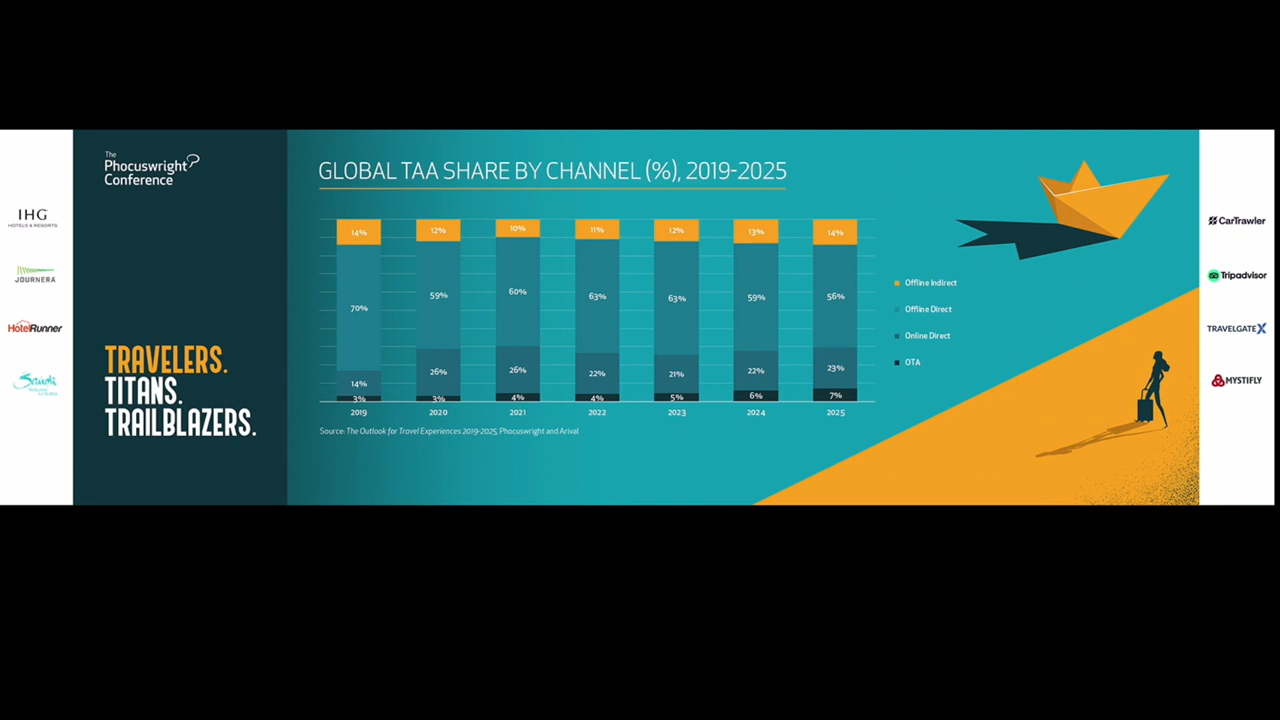 The
Phocuswright
Conference
TRAVELERS.
TITANS.
TRAILBLAZERS.
IHG
HOTELS & RESORTS
JOURNERA
HotelRunner
Saudi
GLOBAL TAA SHARE BY CHANNEL (%), 2019-2025
14% 12% 10% 11% 12% 13% 14%
70% 59% 60% 63% 63% 59% 56%
14% 26% 26% 22% 21% 22% 23%
3% 3% 4% 4% 5% 6% 7%
2019 2020 2021 2022 2023 2024 2025
Source: The Outlook for Travel Experiences 2019-2025, Phocuswright and Arival
Offline Indirect
Offline Direct
Online Direct
OTA
CarTrawler
Tripadvisor
TRAVELGATEX
MYSTIFLY